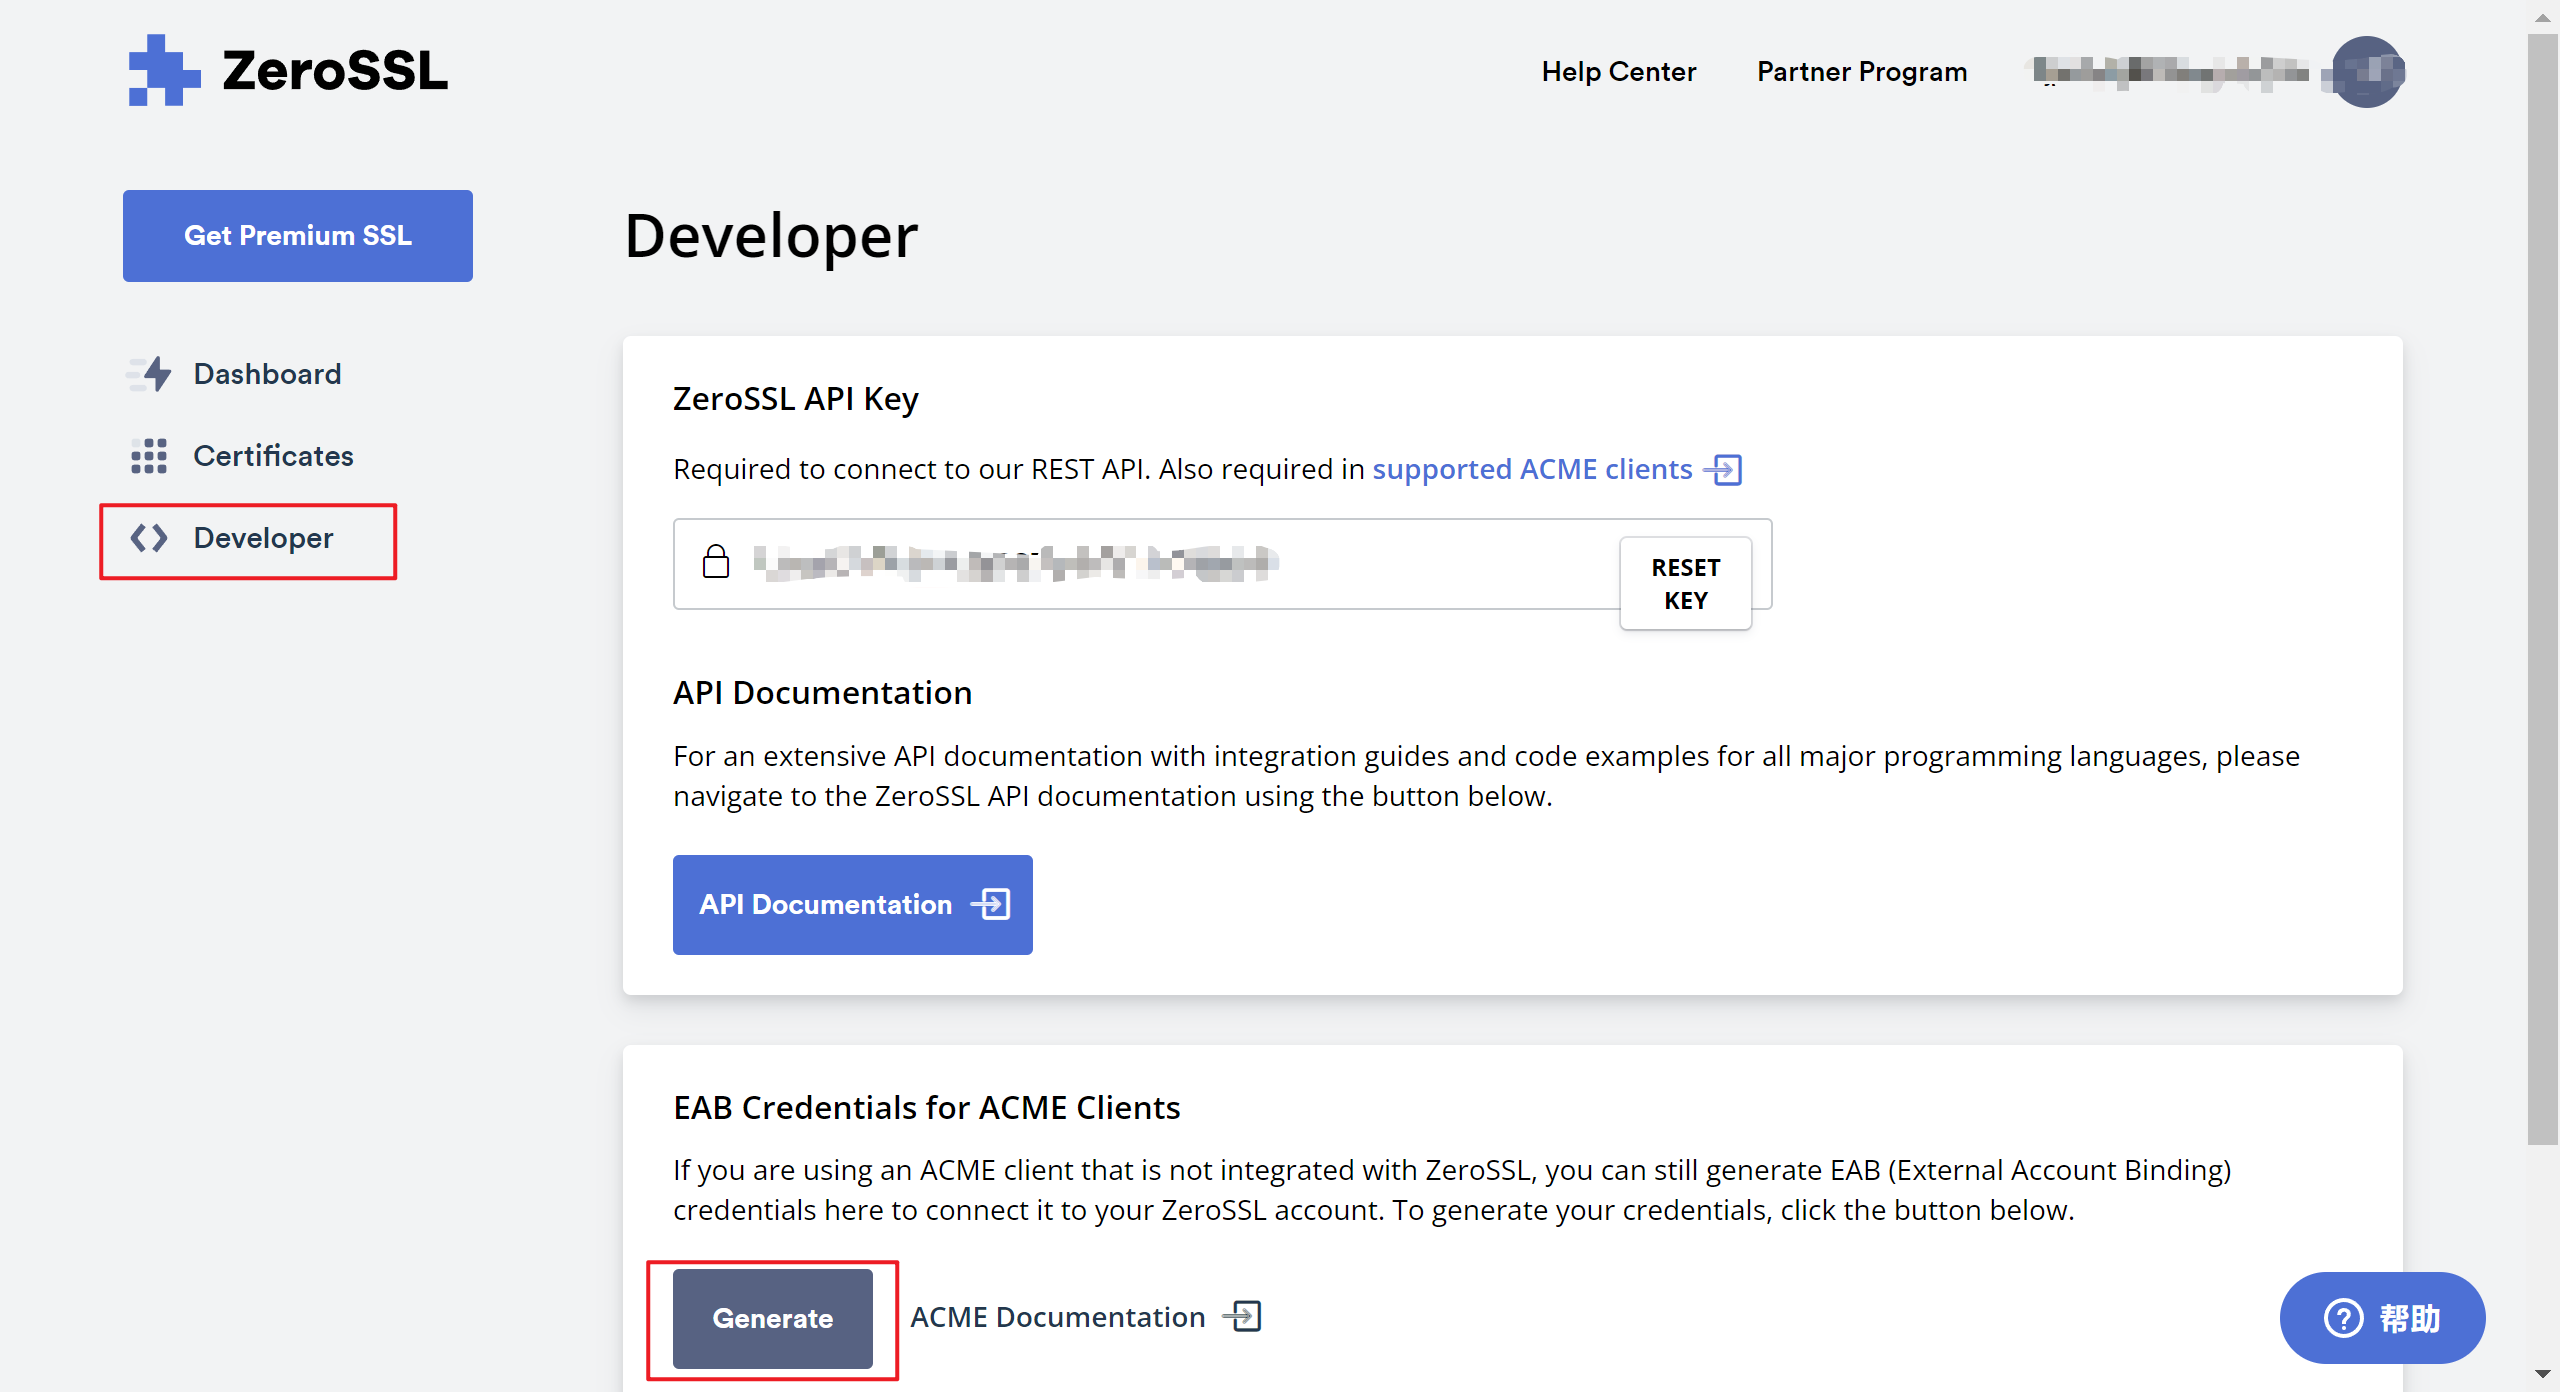 ZeroSSL
Help Center
Partner Program
Get Premium SSL
Dashboard
Certificates
Developer
Developer
ZeroSSL API Key
Required to connect to our REST API. Also required in supported ACME clients
RESET
KEY
API Documentation
For an extensive API documentation with integration guides and code examples for all major programming languages, please
navigate to the ZeroSSL API documentation using the button below.
API Documentation
EAB Credentials for ACME Clients
If you are using an ACME client that is not integrated with ZeroSSL, you can still generate EAB (External Account Binding)
credentials here to connect it to your ZeroSSL account. To generate your credentials, click the button below.
Generate
ACME Documentation
帮助